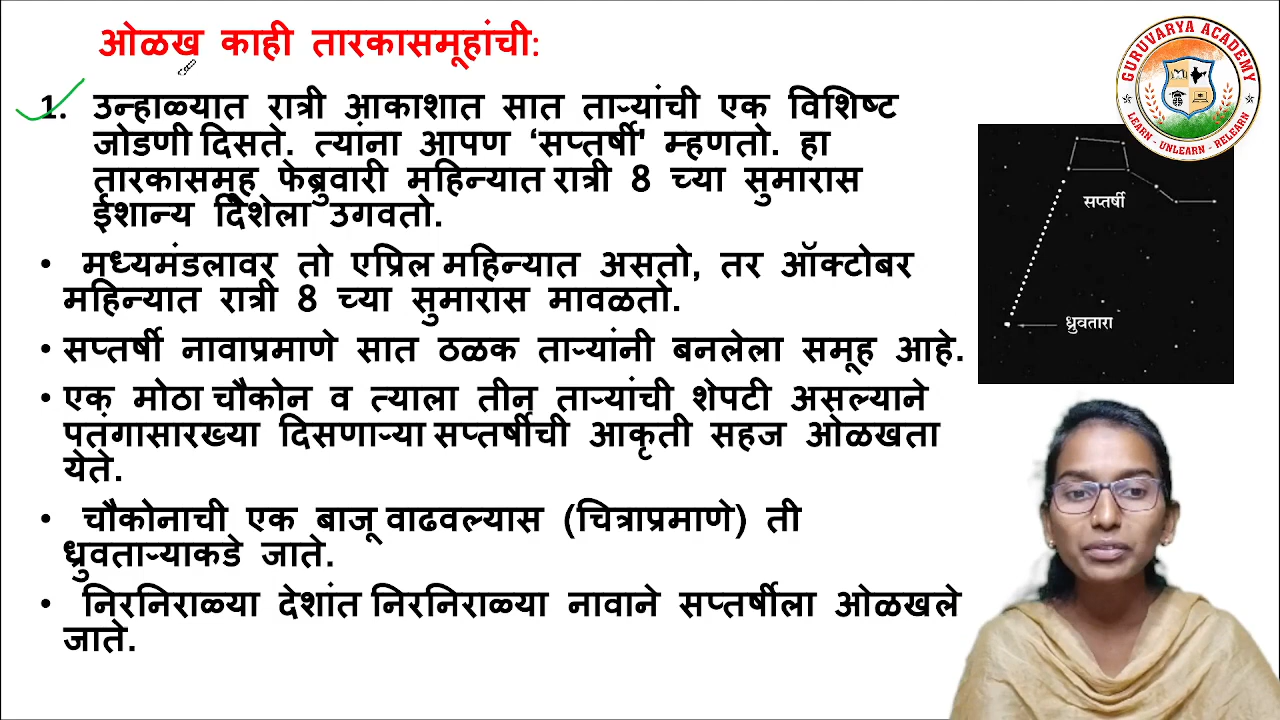 ओळख काही तारकासमूहांची:
1. उन्हाळ्यात रात्री आकाशात सात ताऱ्यांची एक विशिष्ट
जोडणी दिसते. त्यांना आपण ‘सप्तर्षी' म्हणतो. हा
तारकासमूह फेब्रुवारी महिन्यात रात्री 8 च्या सुमारास
ईशान्य दिशेला उगवतो.
• मध्यमंडलावर तो एप्रिल महिन्यात असतो, तर ऑक्टोबर
महिन्यात रात्री 8 च्या सुमारास मावळतो.
• सप्तर्षी नावाप्रमाणे सात ठळक ताऱ्यांनी बनलेला समूह आहे.
• एक मोठा चौकोन व त्याला तीन ताऱ्यांची शेपटी असल्याने
पतंगासारख्या दिसणाऱ्या सप्तर्षीची आकृती सहज ओळखता
येते.
• चौकोनाची एक बाजू वाढवल्यास (चित्राप्रमाणे) ती
ध्रुवताऱ्याकडे जाते.
• निरनिराळ्या देशांत निरनिराळ्या नावाने सप्तर्षीला ओळखले
जाते.
GURUVARYA ACADEMY
LEARN - UNLEARN - RELEARN
सप्तर्षी
ध्रुवतारा